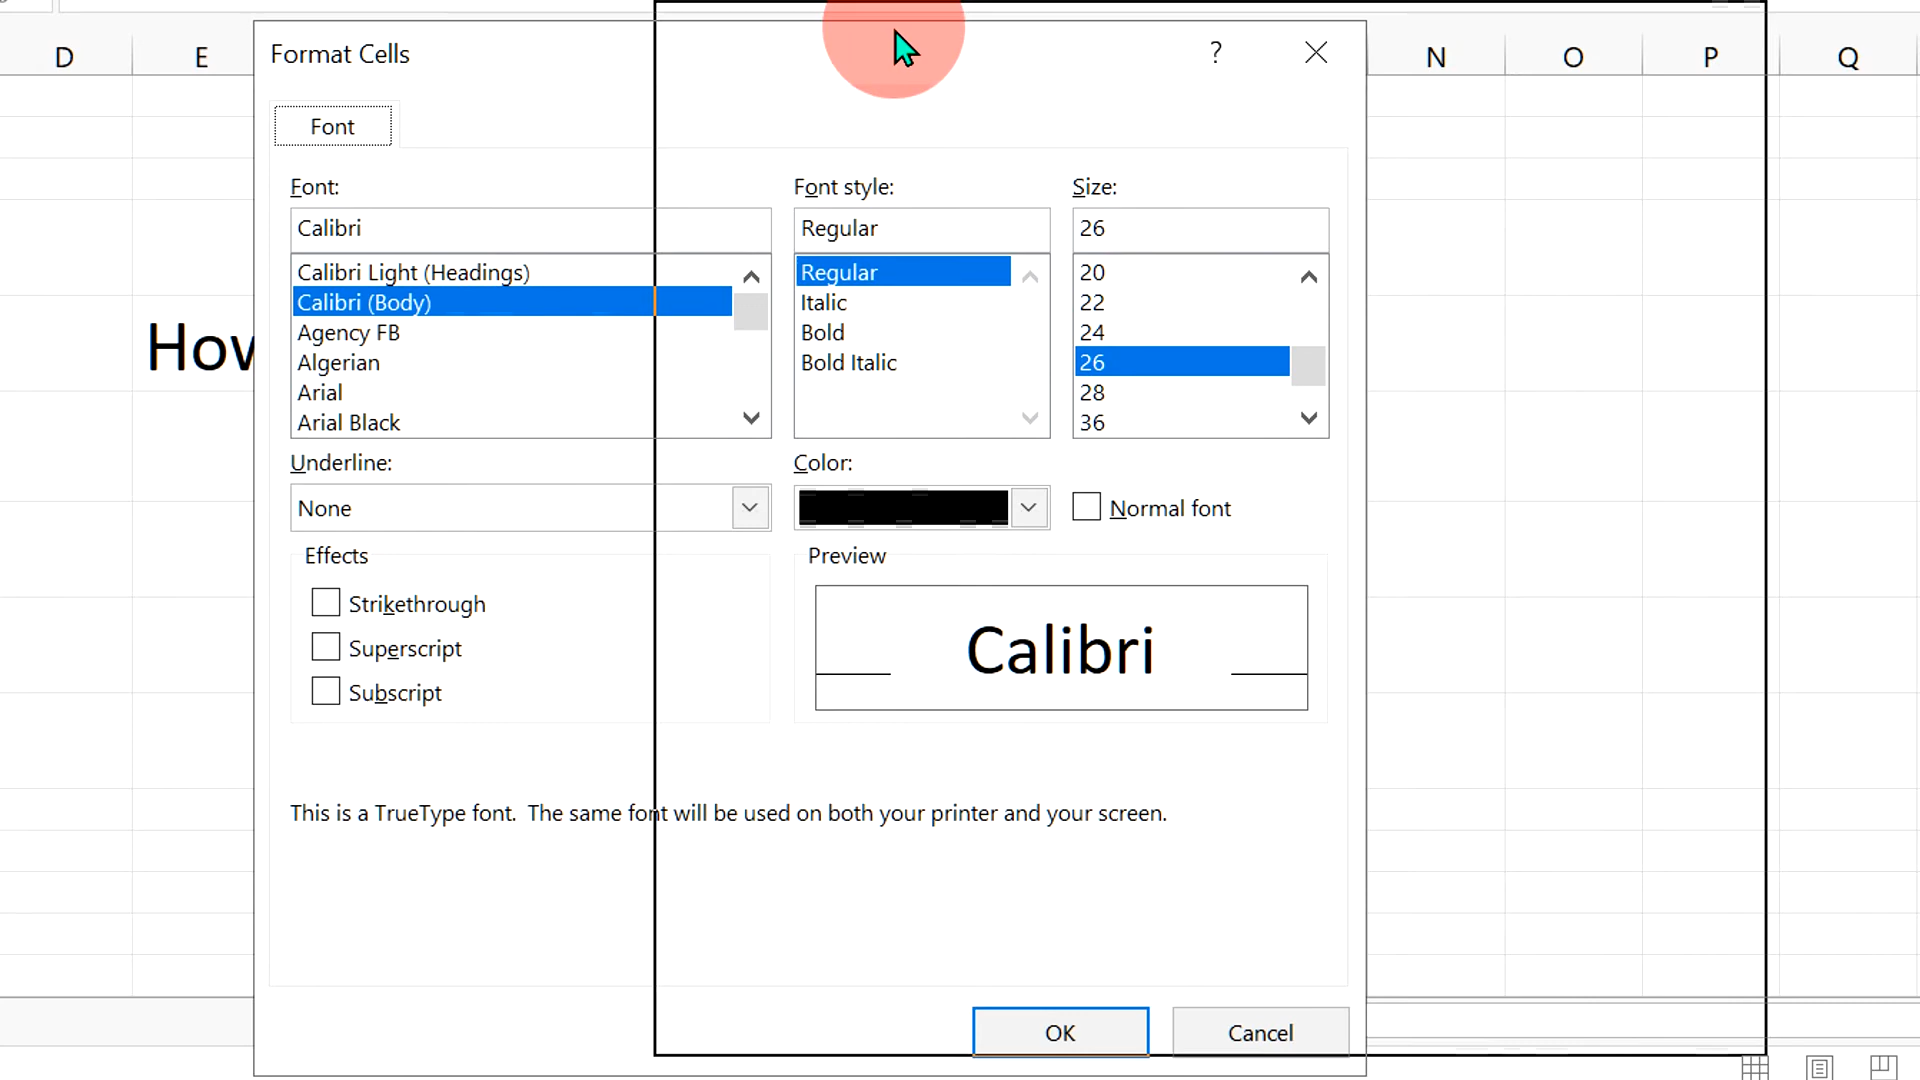 D E N O P Q
Format Cells ?
Font
Font: Font style: Size:
Calibri Regular 26
Calibri Light (Headings) Regular 20
Calibri (Body) Italic 22
Agency FB Bold 24
Algerian Bold Italic 26
Arial 28
Arial Black 36
How
Underline: Color:
None Normal font
Effects Preview
Strikethrough
Superscript
Subscript
Calibri
This is a TrueType font. The same font will be used on both your printer and your screen.
OK Cancel